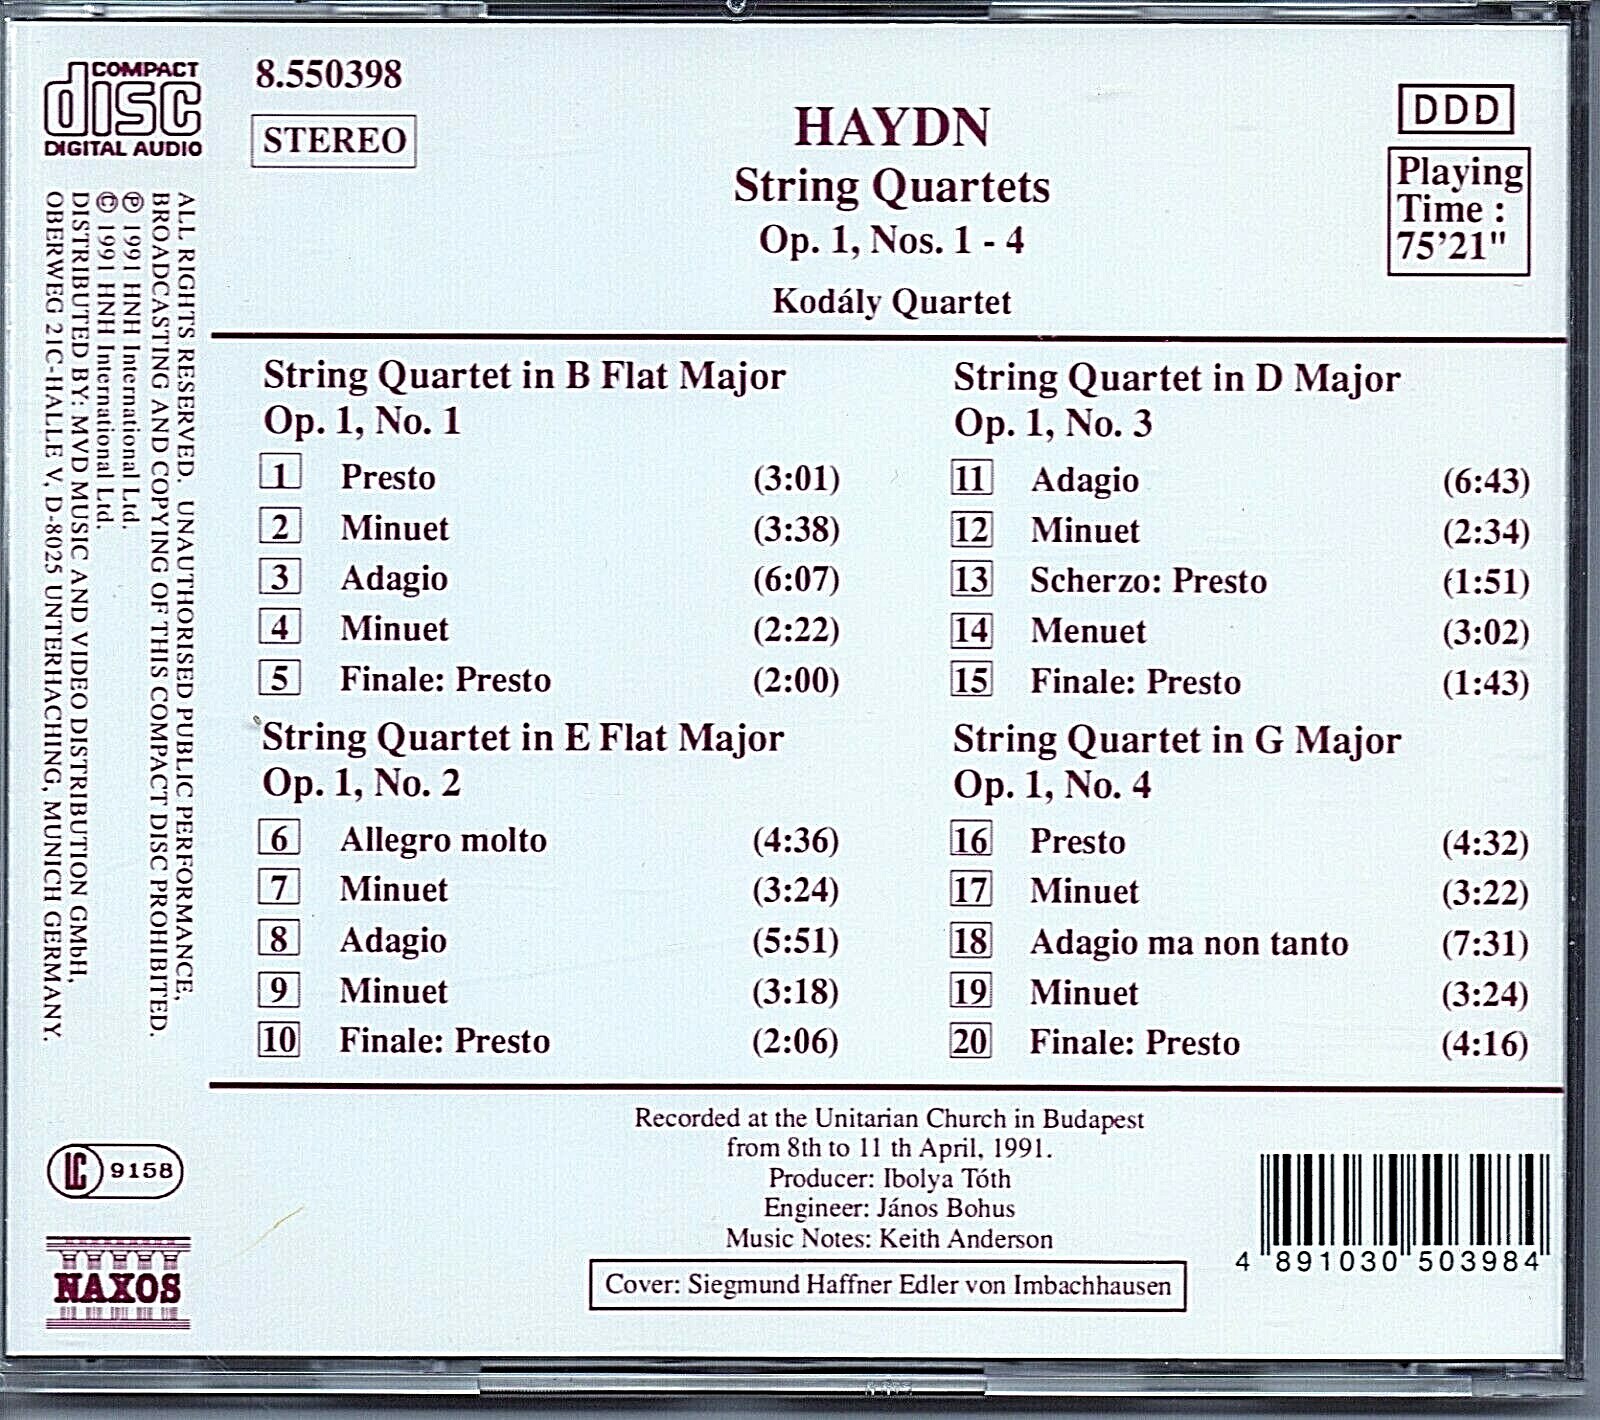 COMPACT
disc
DIGITAL AUDIO
8.550398
STEREO
HAYDN
String Quartets
Op. 1, Nos. 1 - 4
Kodály Quartet
DDD
Playing
Time :
75'21"
ALL RIGHTS RESERVED. UNAUTHORISED PUBLIC PERFORMANCE,
BROADCASTING AND COPYING OF THIS COMPACT DISC PROHIBITED.
℗ 1991 HNH International Ltd.
© 1991 HNH International Ltd.
DISTRIBUTED BY: MVD MUSIC AND VIDEO DISTRIBUTION GMbH,
OBERWEG 21C-HALLE V, D-8025 UNTERHACHING, MUNICH GERMANY.
String Quartet in B Flat Major
Op. 1, No. 1
1 Presto (3:01)
2 Minuet (3:38)
3 Adagio (6:07)
4 Minuet (2:22)
5 Finale: Presto (2:00)
String Quartet in E Flat Major
Op. 1, No. 2
6 Allegro molto (4:36)
7 Minuet (3:24)
8 Adagio (5:51)
9 Minuet (3:18)
10 Finale: Presto (2:06)
String Quartet in D Major
Op. 1, No. 3
11 Adagio (6:43)
12 Minuet (2:34)
13 Scherzo: Presto (1:51)
14 Menuet (3:02)
15 Finale: Presto (1:43)
String Quartet in G Major
Op. 1, No. 4
16 Presto (4:32)
17 Minuet (3:22)
18 Adagio ma non tanto (7:31)
19 Minuet (3:24)
20 Finale: Presto (4:16)
Recorded at the Unitarian Church in Budapest
from 8th to 11 th April, 1991.
Producer: Ibolya Tóth
Engineer: János Bohus
Music Notes: Keith Anderson
Cover: Siegmund Haffner Edler von Imbachhausen
LC 9158
NAXOS
4 891030 503984